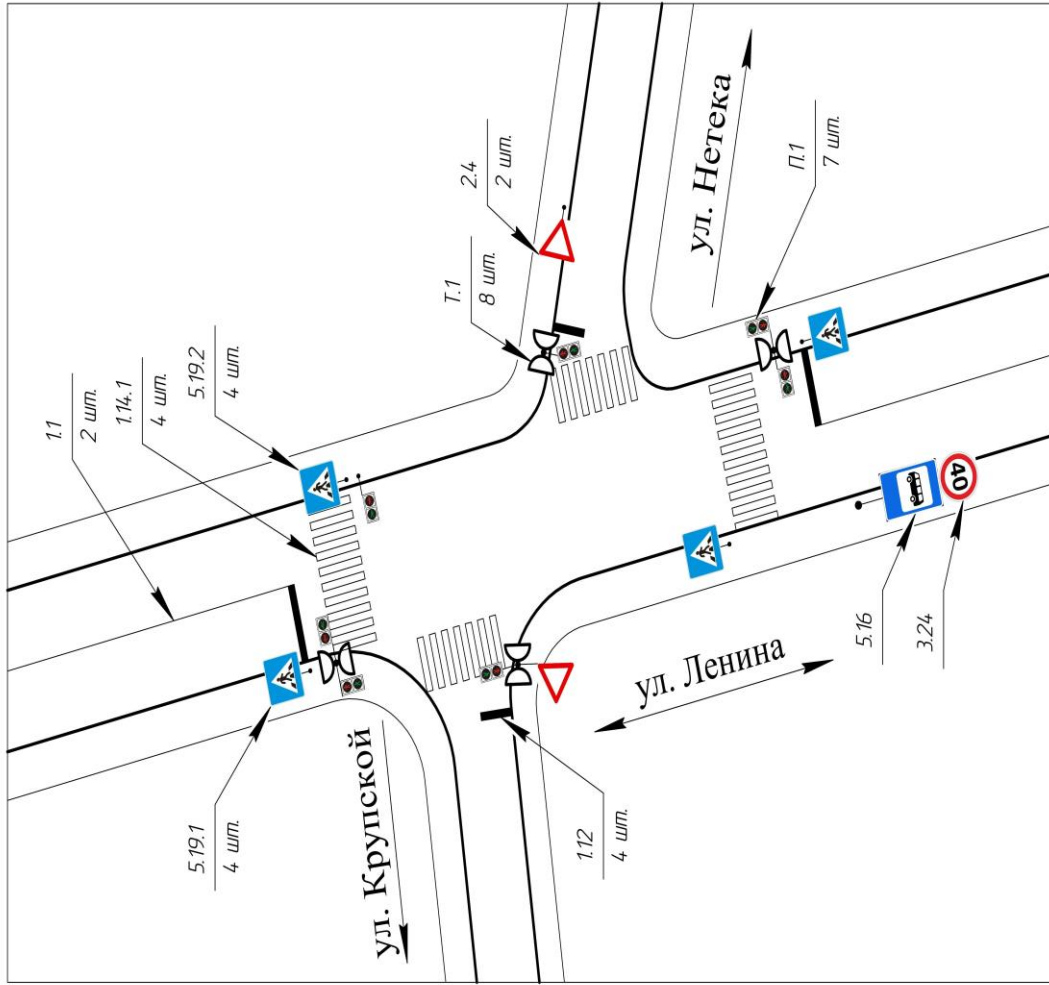 1.1
2 шт.
1.14.1
4 шт.
5.19.2
4 шт.
Т.1
8 шт.
2.4
2 шт.
П.1
7 шт.
ул. Нетека
5.19.1
4 шт.
ул. Крупской
1.12
4 шт.
ул. Ленина
5.16
3.24
40